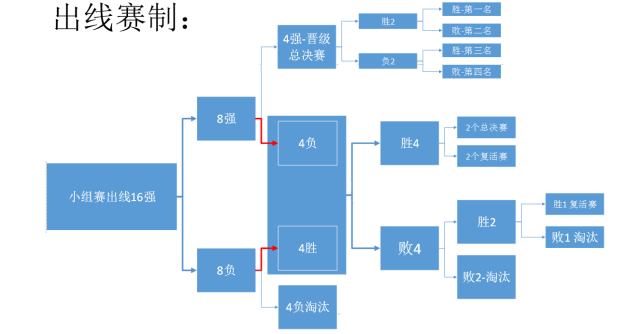 出线赛制：
小组赛出线16强
8强
8负
4强-晋级
总决赛
4负
4胜
4负淘汰
胜2
负2
胜-第一名
败-第二名
胜-第三名
败-第四名
胜4
败4
2个总决赛
2个复活赛
胜2
败2-淘汰
胜1 复活赛
败1 淘汰